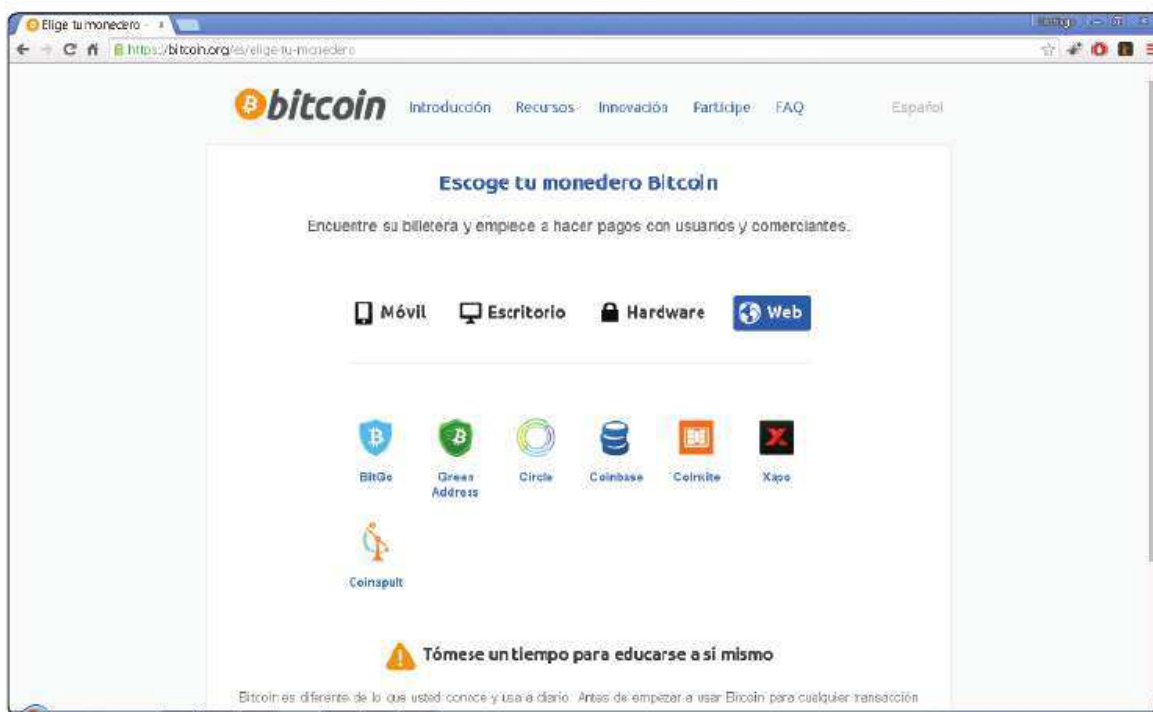 Elige tu monedero -
https://bitcoin.org/es/elige-tu-monedero
bitcoin Introducción Recursos Innovación Participe FAQ Español
Escoge tu monedero Bitcoin
Encuentre su billetera y empiece a hacer pagos con usuarios y comerciantes.
Móvil Escritorio Hardware Web
BitGo Green Address Circle Coinbase Coinkite Xapo
Coinapult
Tómese un tiempo para educarse a sí mismo
Bitcoin es diferente de lo que usted conoce y usa a diario. Antes de empezar a usar Bitcoin para cualquier transacción